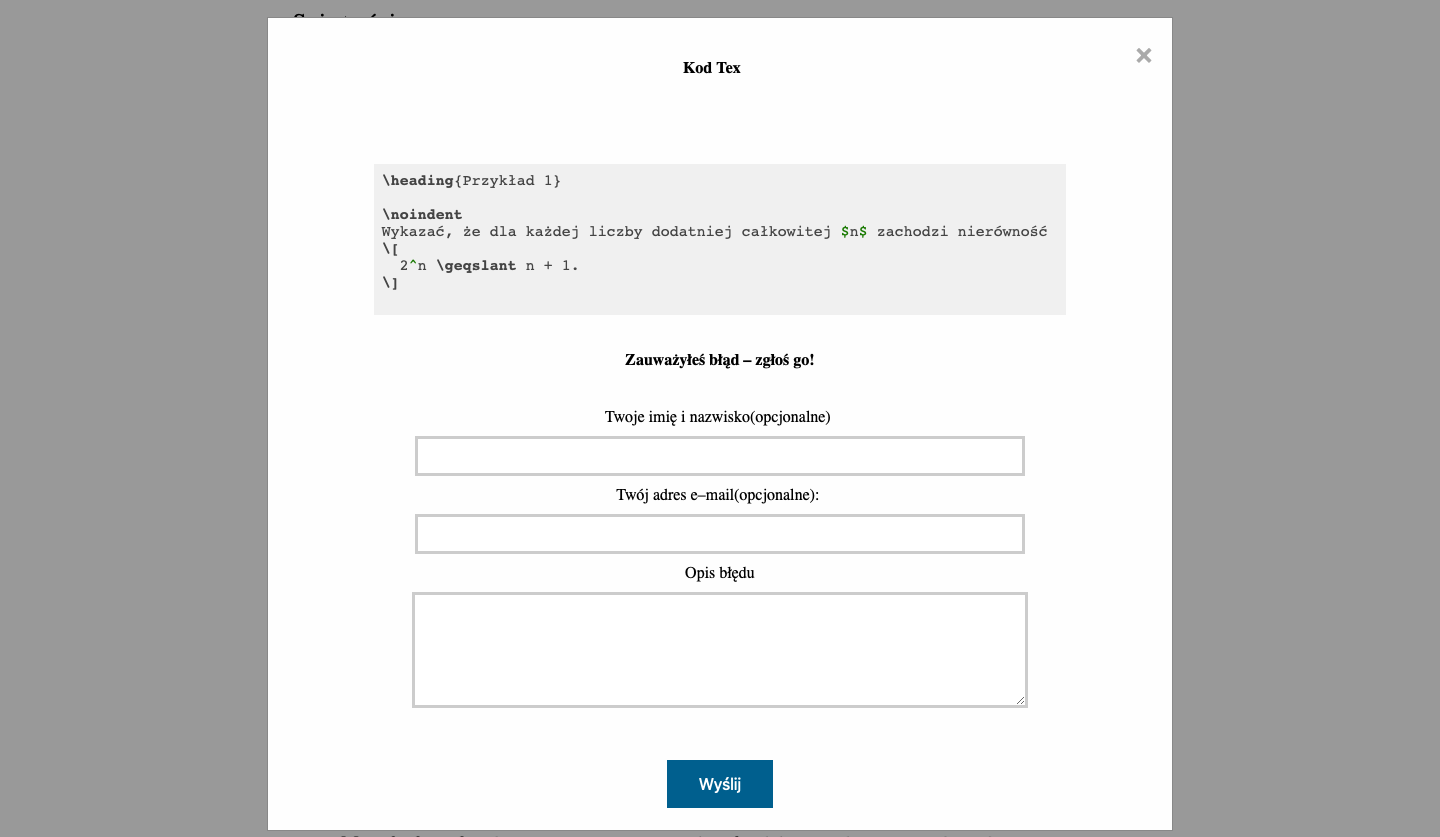 Kod Tex
×
\heading{Przykład 1}
\noindent
Wykazać, że dla każdej liczby dodatniej całkowitej $n$ zachodzi nierówność
\[
2^n \geqslant n + 1.
\]
Zauważyłeś błąd – zgłoś go!
Twoje imię i nazwisko(opcjonalne)
Twój adres e–mail(opcjonalne):
Opis błędu
Wyślij